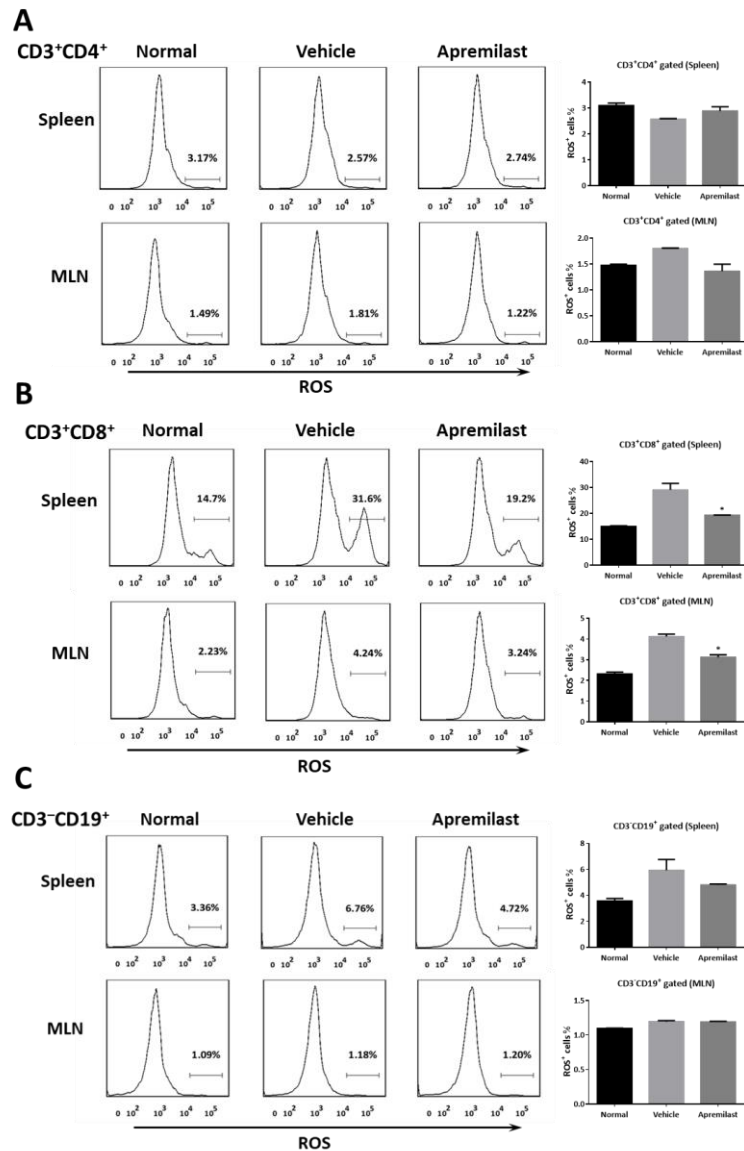 A
CD3⁺CD4⁺ Normal Vehicle Apremilast
Spleen
3.17% 2.57% 2.74%
0 10² 10³ 10⁴ 10⁵ 0 10² 10³ 10⁴ 10⁵ 0 10² 10³ 10⁴ 10⁵
MLN
1.49% 1.81% 1.22%
0 10² 10³ 10⁴ 10⁵ 0 10² 10³ 10⁴ 10⁵ 0 10² 10³ 10⁴ 10⁵
ROS
CD3⁺CD4⁺ gated (Spleen)
ROS⁺ cells %
5
4
3
2
1
0
Normal Vehicle Apremilast
CD3⁺CD4⁺ gated (MLN)
ROS⁺ cells %
2.0
1.5
1.0
0.5
0.0
Normal Vehicle Apremilast
B
CD3⁺CD8⁺ Normal Vehicle Apremilast
Spleen
14.7% 31.6% 19.2%
0 10² 10³ 10⁴ 10⁵ 0 10² 10³ 10⁴ 10⁵ 0 10² 10³ 10⁴ 10⁵
MLN
2.23% 4.24% 3.24%
0 10² 10³ 10⁴ 10⁵ 0 10² 10³ 10⁴ 10⁵ 0 10² 10³ 10⁴ 10⁵
ROS
CD3⁺CD8⁺ gated (Spleen)
ROS⁺ cells %
40
30
20
10
0
*
Normal Vehicle Apremilast
CD3⁺CD8⁺ gated (MLN)
ROS⁺ cells %
5
4
3
2
1
0
*
Normal Vehicle Apremilast
C
CD3⁻CD19⁺ Normal Vehicle Apremilast
Spleen
3.36% 6.76% 4.72%
0 10² 10³ 10⁴ 10⁵ 0 10² 10³ 10⁴ 10⁵ 0 10² 10³ 10⁴ 10⁵
MLN
1.09% 1.18% 1.20%
0 10² 10³ 10⁴ 10⁵ 0 10² 10³ 10⁴ 10⁵ 0 10² 10³ 10⁴ 10⁵
ROS
CD3⁻CD19⁺ gated (Spleen)
ROS⁺ cells %
8
6
4
2
0
Normal Vehicle Apremilast
CD3⁻CD19⁺ gated (MLN)
ROS⁺ cells %
1.5
1.0
0.5
0.0
Normal Vehicle Apremilast